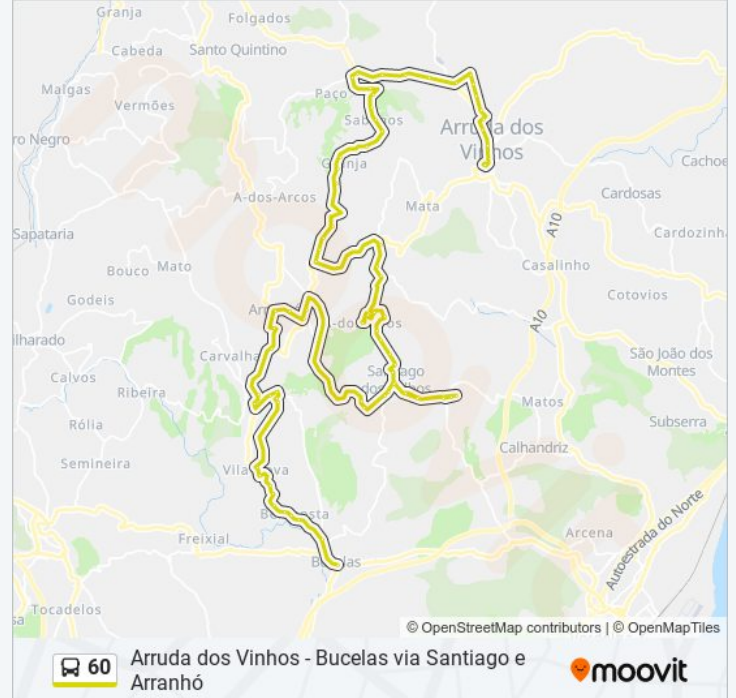 Granja
Folgados
Cabeda
Santo Quintino
Malgas
Vermões
Paço
Arruda dos
Vinhos
ro Negro
Granja
Cachoe
A-dos-Arcos
Cardosas
Mata
A10
Sapataria
Cardozinh
Bouco Mato
Casalinho
Godeis
Cotovios
A10
ilharado
Carvalha
São João dos
Montes
Calvos
Ribeira
Matos
Rólia
Subserra
Calhandriz
Semineira
Freixial
Arcena
Autoestrada do Norte
Tocadelos
© OpenStreetMap contributors | © OpenMapTiles
60
Arruda dos Vinhos - Bucelas via Santiago e
Arranhó
moovit